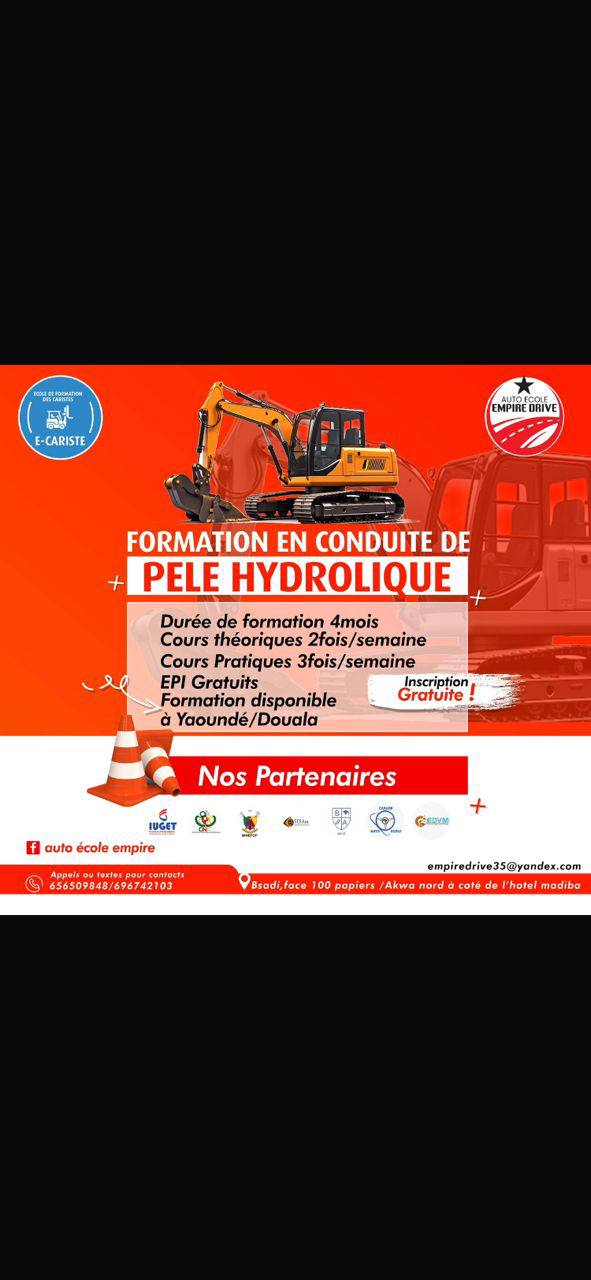 ECOLE DE FORMATION
DES CARISTES
E-CARISTE
AUTO ECOLE
EMPIRE DRIVE
FORMATION EN CONDUITE DE
PELE HYDROLIQUE
Durée de formation 4mois
Cours théoriques 2fois/semaine
Cours Pratiques 3fois/semaine
EPI Gratuits
Formation disponible
à Yaoundé/Douala
Inscription
Gratuite !
Nos Partenaires
IUGET
MINEFOP
EDVM
auto école empire
empiredrive35@yandex.com
Appels ou textes pour contacts
656509848/696742103
Bsadi,face 100 papiers /Akwa nord à coté de l'hotel madiba